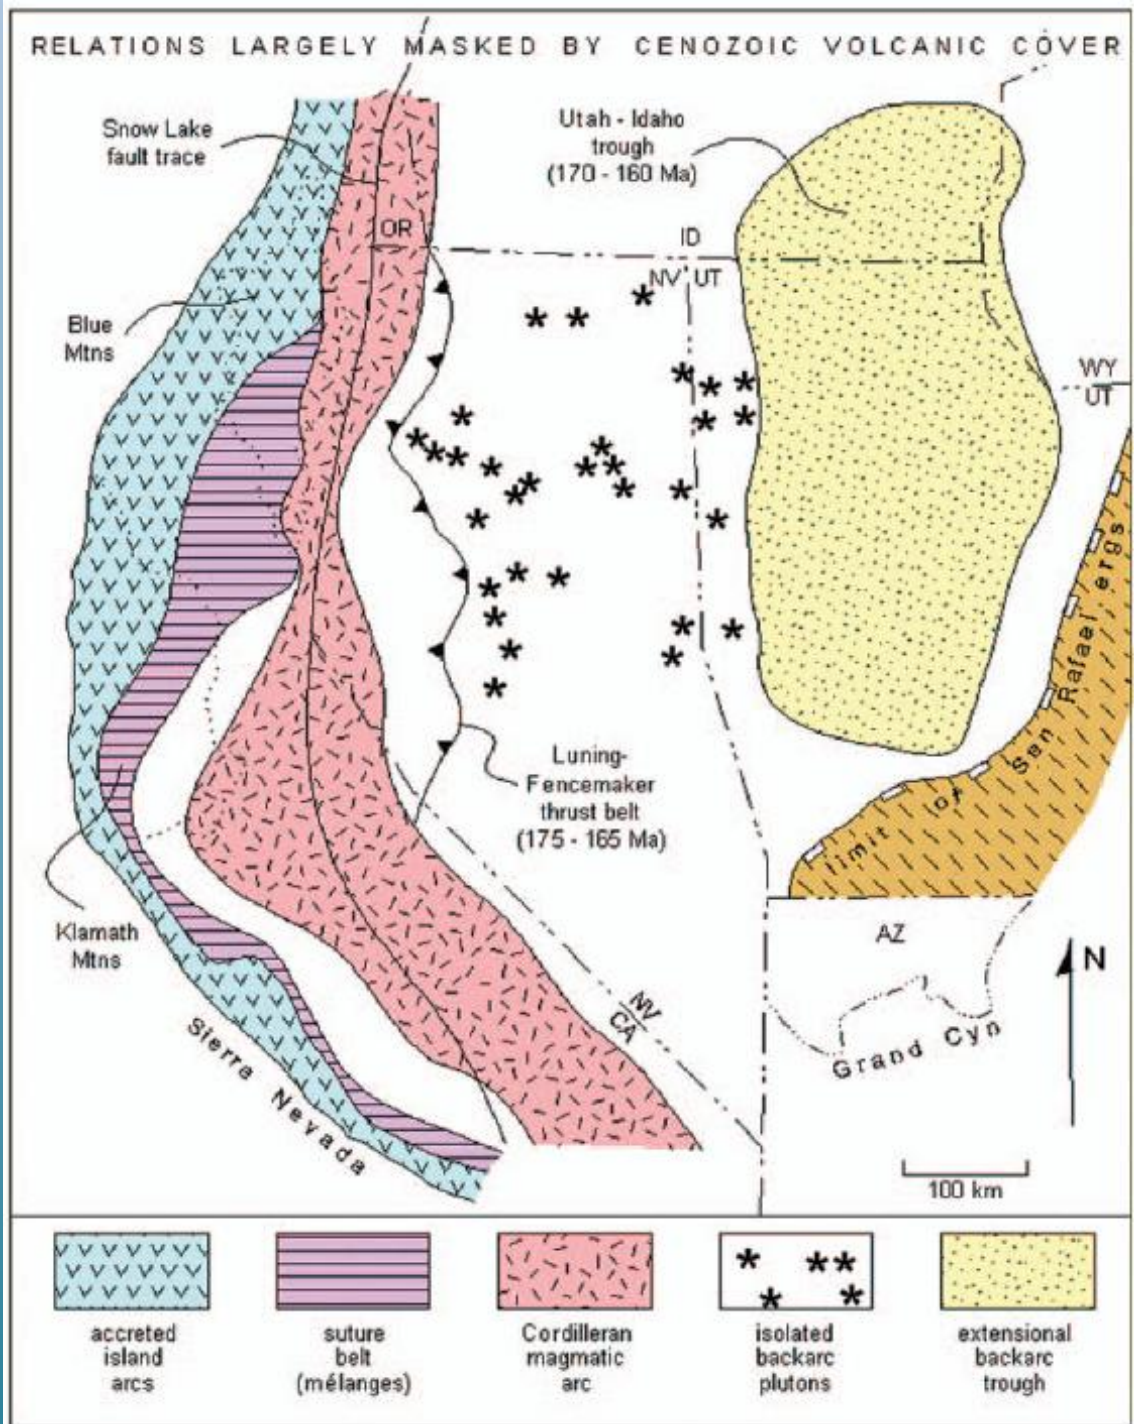 RELATIONS LARGELY MASKED BY CENOZOIC VOLCANIC COVER
Snow Lake
fault trace
Utah - Idaho
trough
(170 - 160 Ma)
OR
ID
NV UT
Blue
Mtns
WY
UT
limit of San Rafael ergs
Luning-
Fencemaker
thrust belt
(175 - 165 Ma)
Klamath
Mtns
AZ
N
NV
CA
Grand Cyn
Sierra Nevada
100 km
accreted
island
arcs
suture
belt
(mélanges)
Cordilleran
magmatic
arc
isolated
backarc
plutons
extensional
backarc
trough